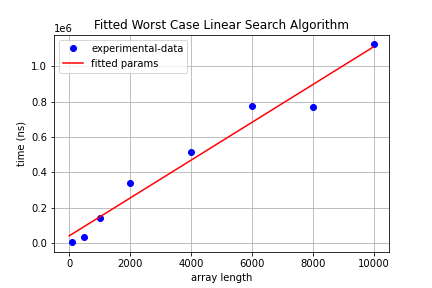 Fitted Worst Case Linear Search Algorithm
1e6
experimental-data
fitted params
1.0
0.8
0.6
0.4
0.2
0.0
time (ns)
0 2000 4000 6000 8000 10000
array length